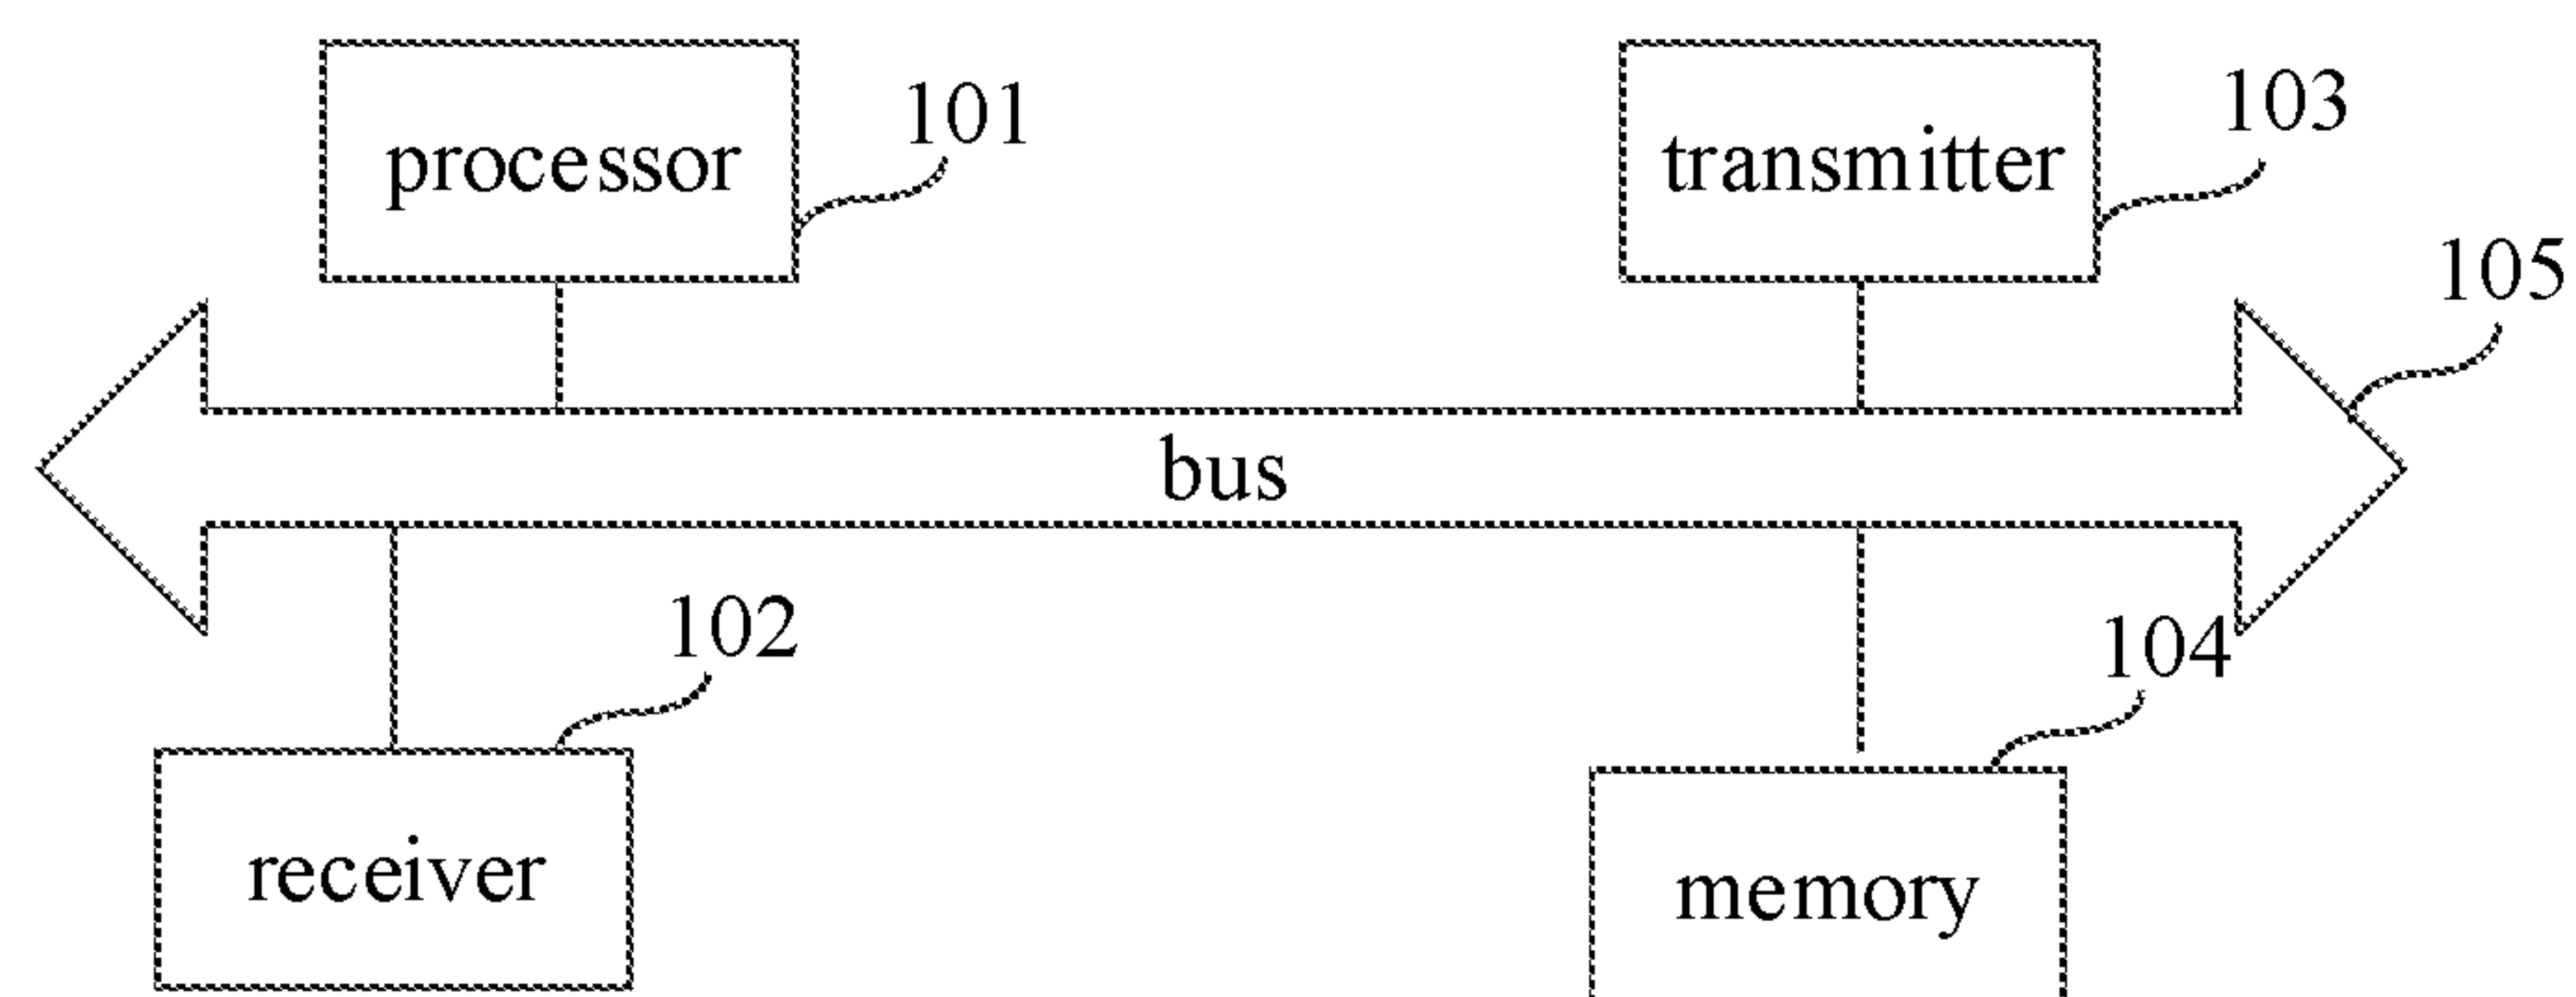 processor
101
transmitter
103
105
bus
102
104
receiver
memory